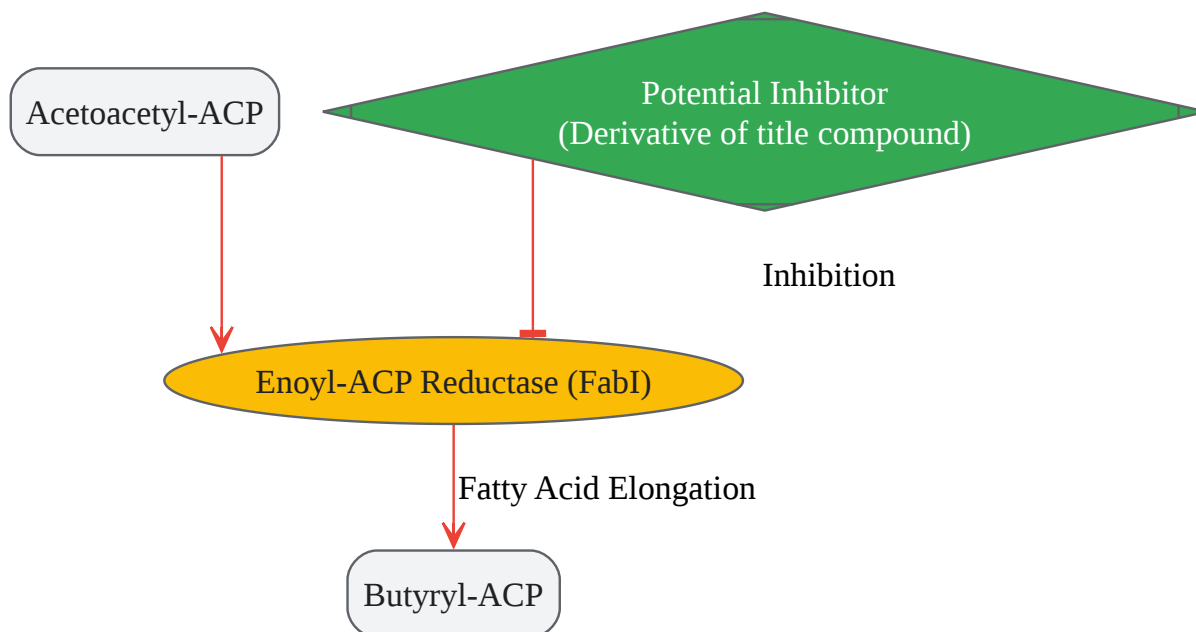 Acetoacetyl-ACP
Potential Inhibitor
(Derivative of title compound)
Inhibition
Enoyl-ACP Reductase (FabI)
Fatty Acid Elongation
Butyryl-ACP